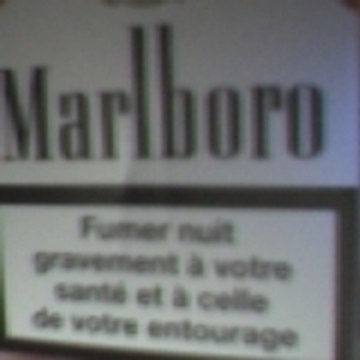 Marlboro
Fumer nuit
gravement à votre
santé et à celle
de votre entourage